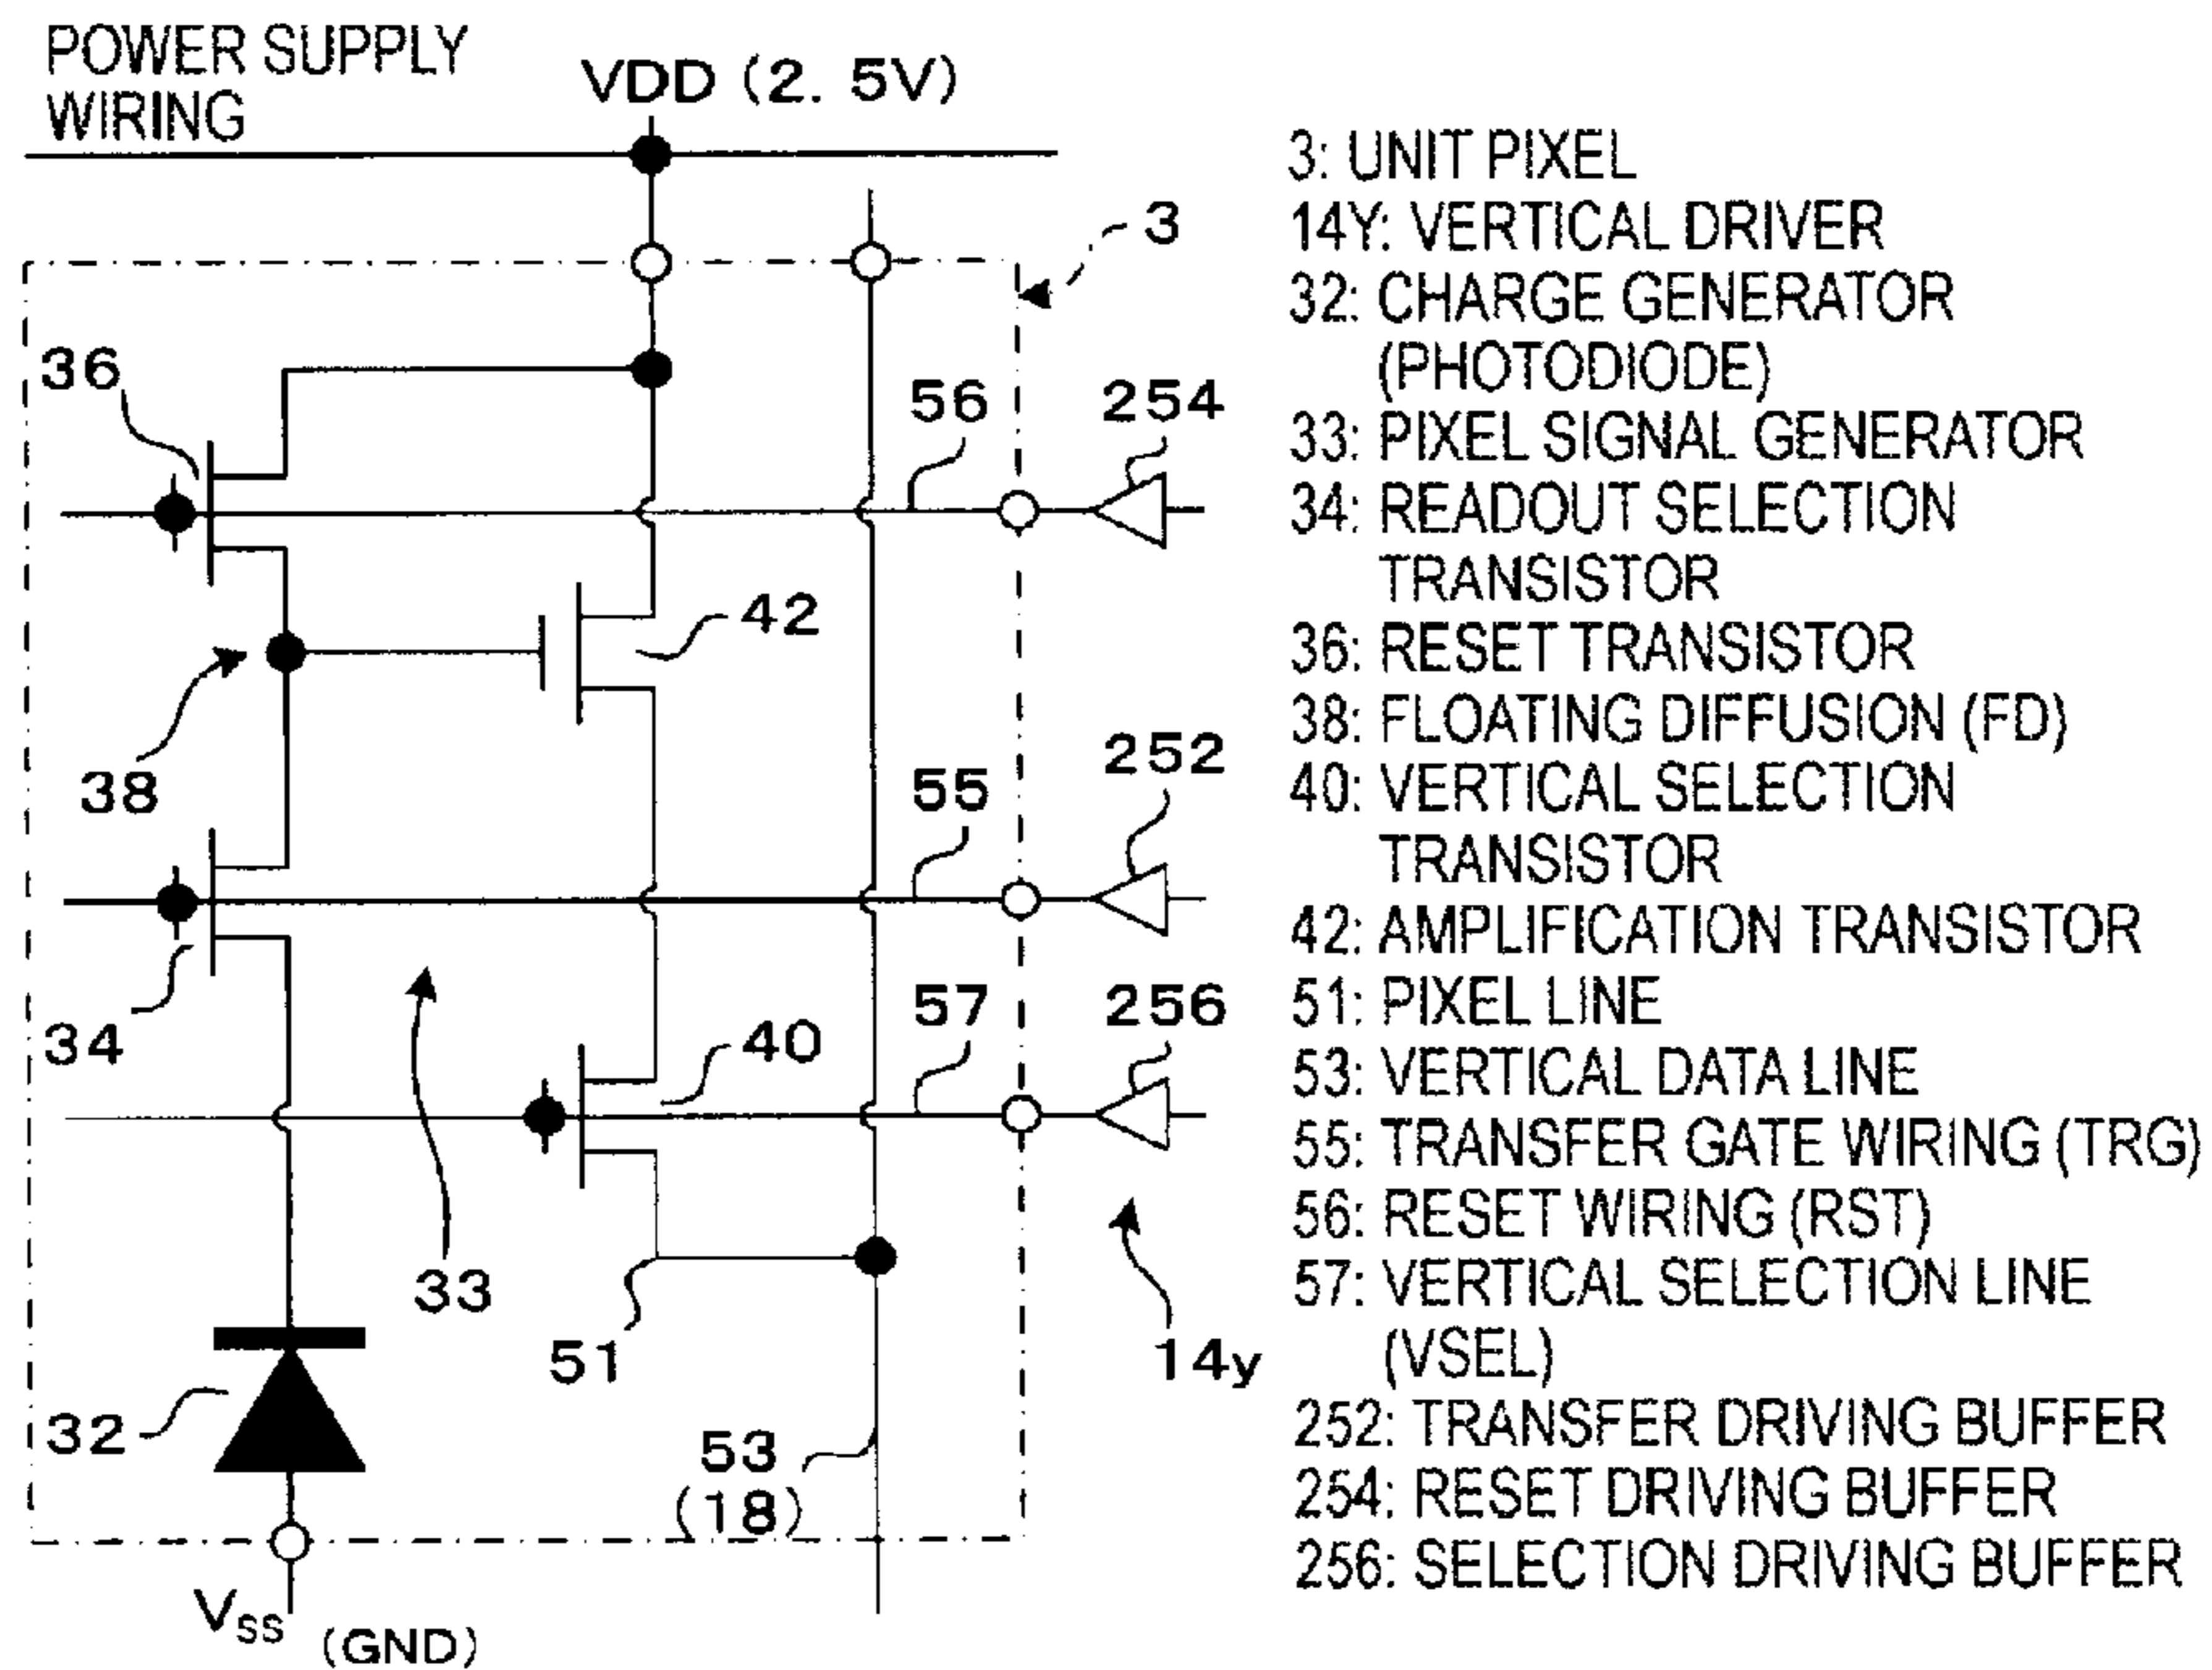 POWER SUPPLY
WIRING
VDD (2. 5V)
3
36
56
254
42
38
252
55
34
57
256
40
33
51
14y
32
53
(18)
VSS
(GND)
3: UNIT PIXEL
14Y: VERTICAL DRIVER
32: CHARGE GENERATOR
(PHOTODIODE)
33: PIXEL SIGNAL GENERATOR
34: READOUT SELECTION
TRANSISTOR
36: RESET TRANSISTOR
38: FLOATING DIFFUSION (FD)
40: VERTICAL SELECTION
TRANSISTOR
42: AMPLIFICATION TRANSISTOR
51: PIXEL LINE
53: VERTICAL DATA LINE
55: TRANSFER GATE WIRING (TRG)
56: RESET WIRING (RST)
57: VERTICAL SELECTION LINE
(VSEL)
252: TRANSFER DRIVING BUFFER
254: RESET DRIVING BUFFER
256: SELECTION DRIVING BUFFER